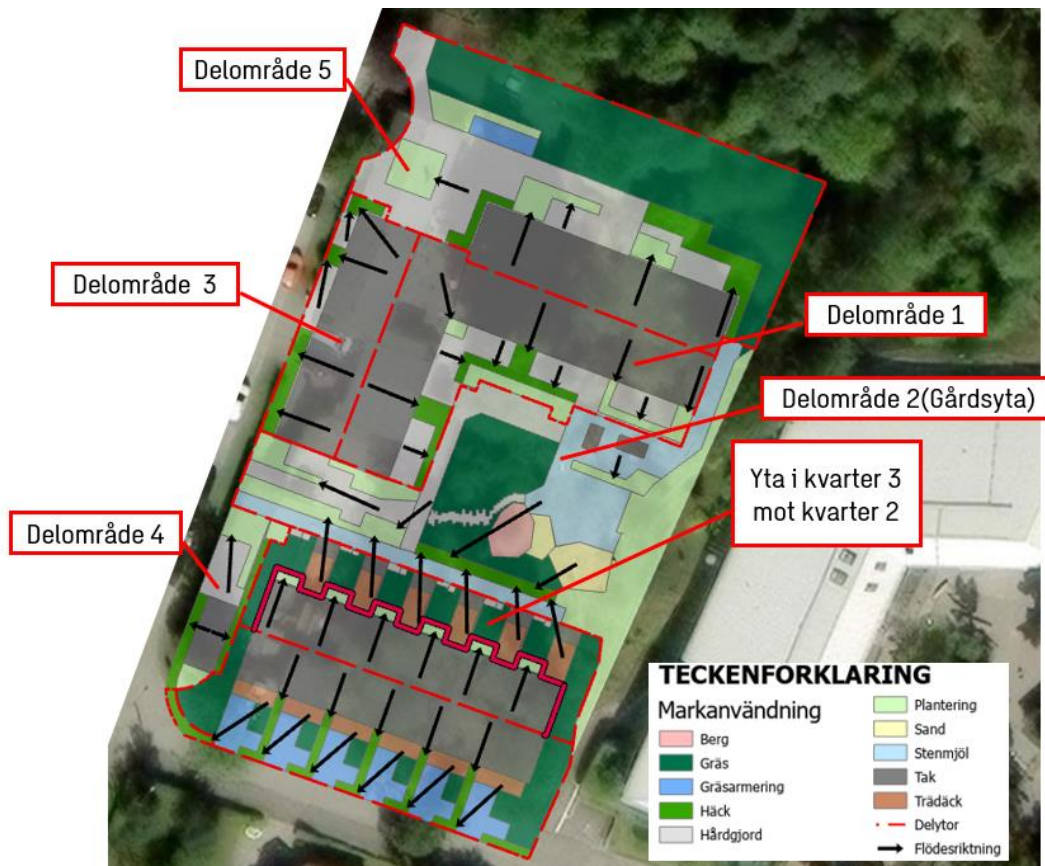 Delområde 5
Delområde 3
Delområde 1
Delområde 2(Gårdsyta)
Yta i kvarter 3
mot kvarter 2
Delområde 4
TECKENFORKLARING
Markanvändning
Berg
Gräs
Gräsarmering
Häck
Hårdgjord
Plantering
Sand
Stenmjöl
Tak
Trädäck
Delytor
Flödesriktning